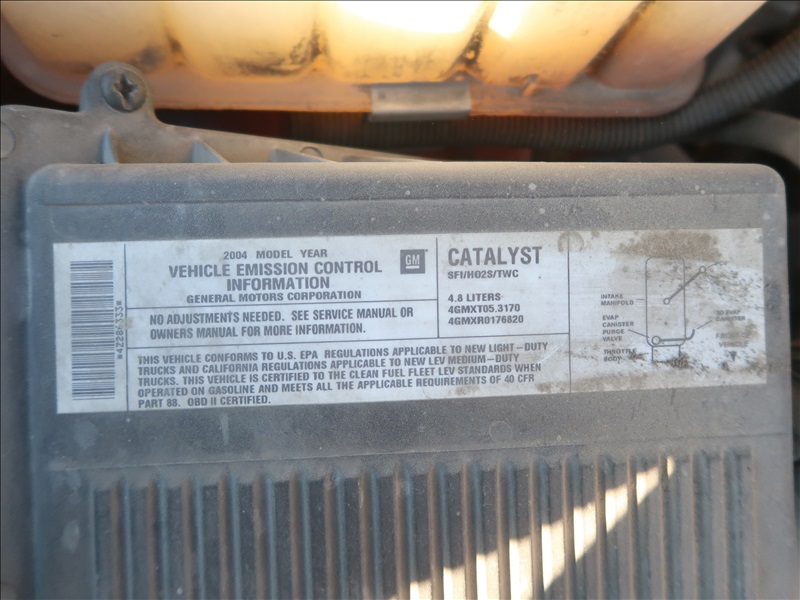 2004 MODEL YEAR
VEHICLE EMISSION CONTROL
INFORMATION
GENERAL MOTORS CORPORATION
GM
NO ADJUSTMENTS NEEDED. SEE SERVICE MANUAL OR
OWNERS MANUAL FOR MORE INFORMATION.
THIS VEHICLE CONFORMS TO U.S. EPA REGULATIONS APPLICABLE TO NEW LIGHT-DUTY
TRUCKS AND CALIFORNIA REGULATIONS APPLICABLE TO NEW LEV MEDIUM-DUTY
TRUCKS. THIS VEHICLE IS CERTIFIED TO THE CLEAN FUEL FLEET LEV STANDARDS WHEN
OPERATED ON GASOLINE AND MEETS ALL THE APPLICABLE REQUIREMENTS OF 40 CFR
PART 88. OBD II CERTIFIED.
CATALYST
SFI/HO2S/TWC
4.8 LITERS
4GMXT05.3170
4GMXR0176820
INTAKE
MANIFOLD
EVAP
CANISTER
PURGE
VALVE
THROTTLE
BODY
TO EVAP
CANISTER